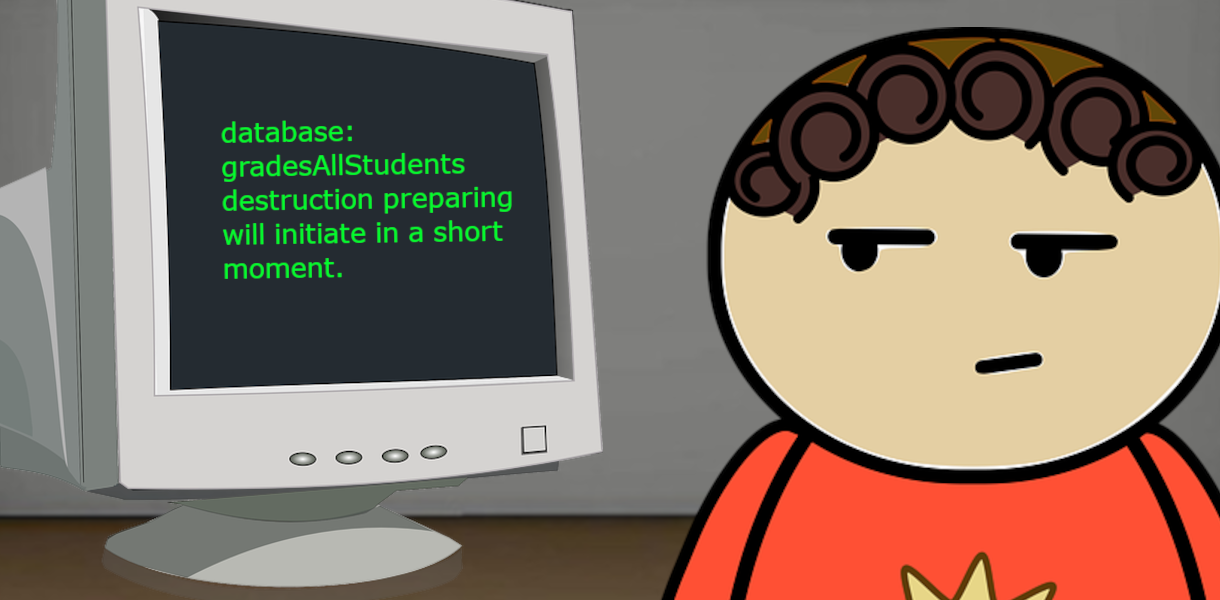 database:
gradesAllStudents
destruction preparing
will initiate in a short
moment.